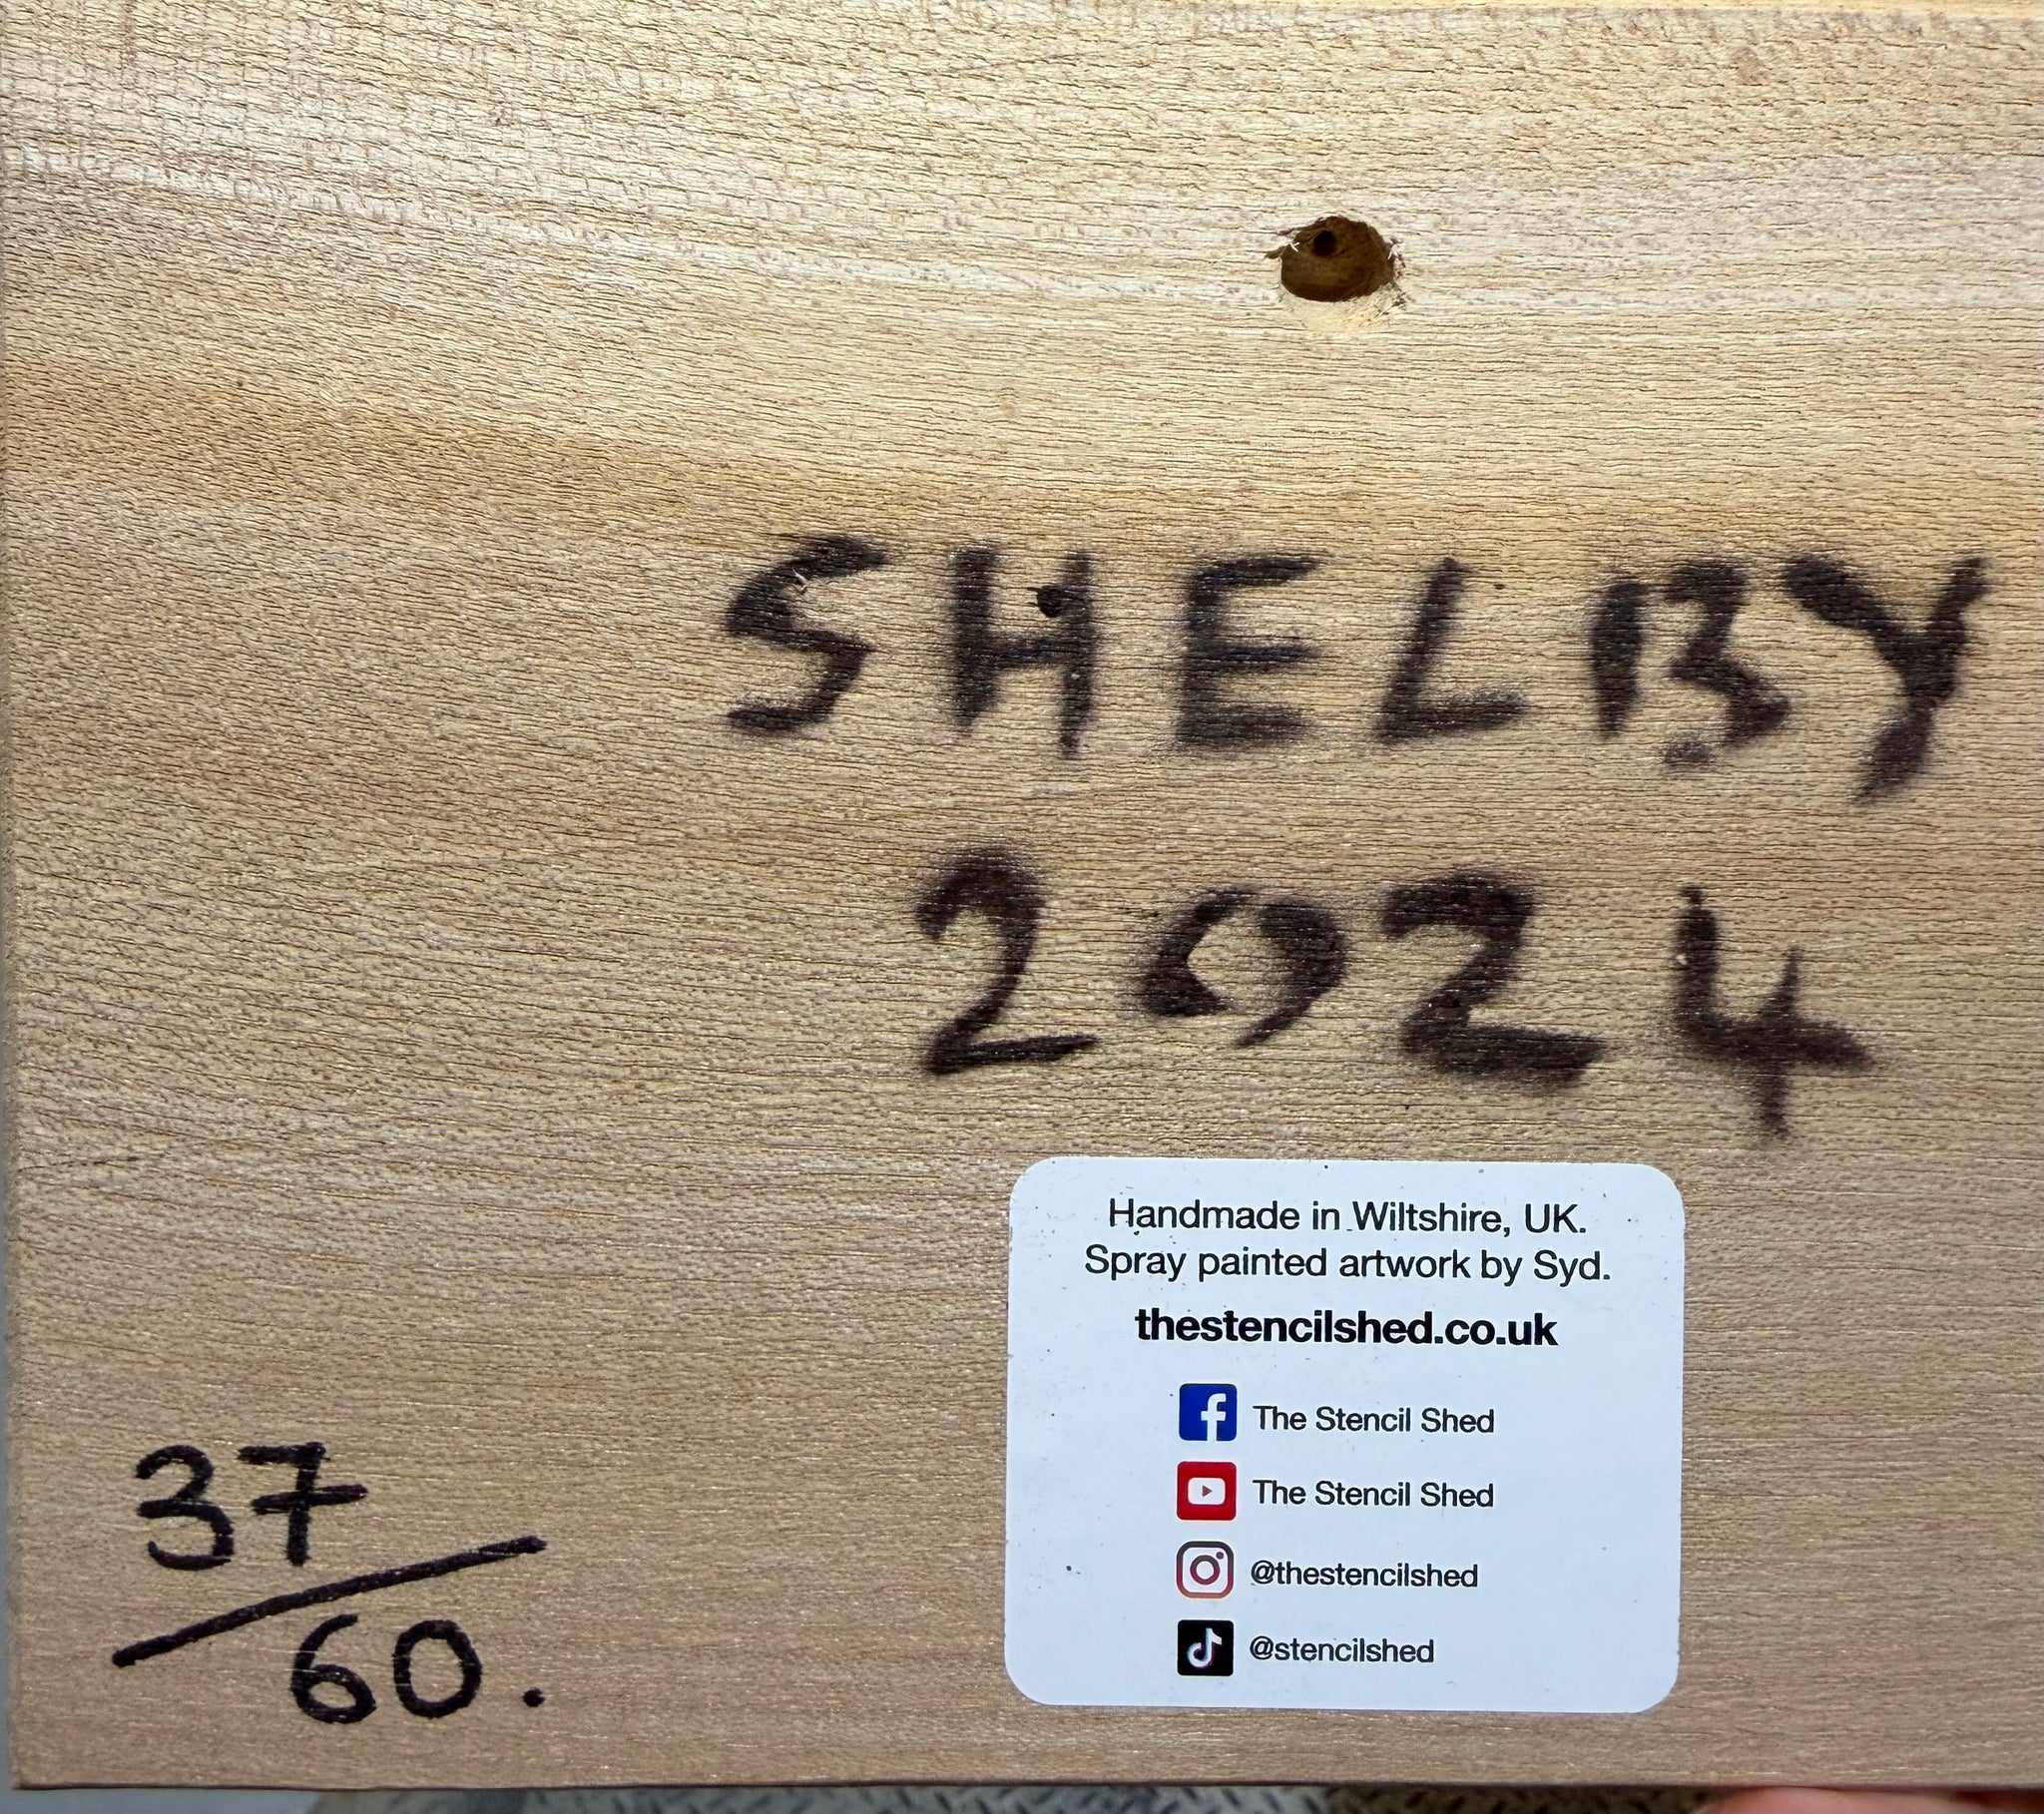 SHELBY
2024
Handmade in Wiltshire, UK.
Spray painted artwork by Syd.
thestencilshed.co.uk
The Stencil Shed
The Stencil Shed
@thestencilshed
@stencilshed
37
60.